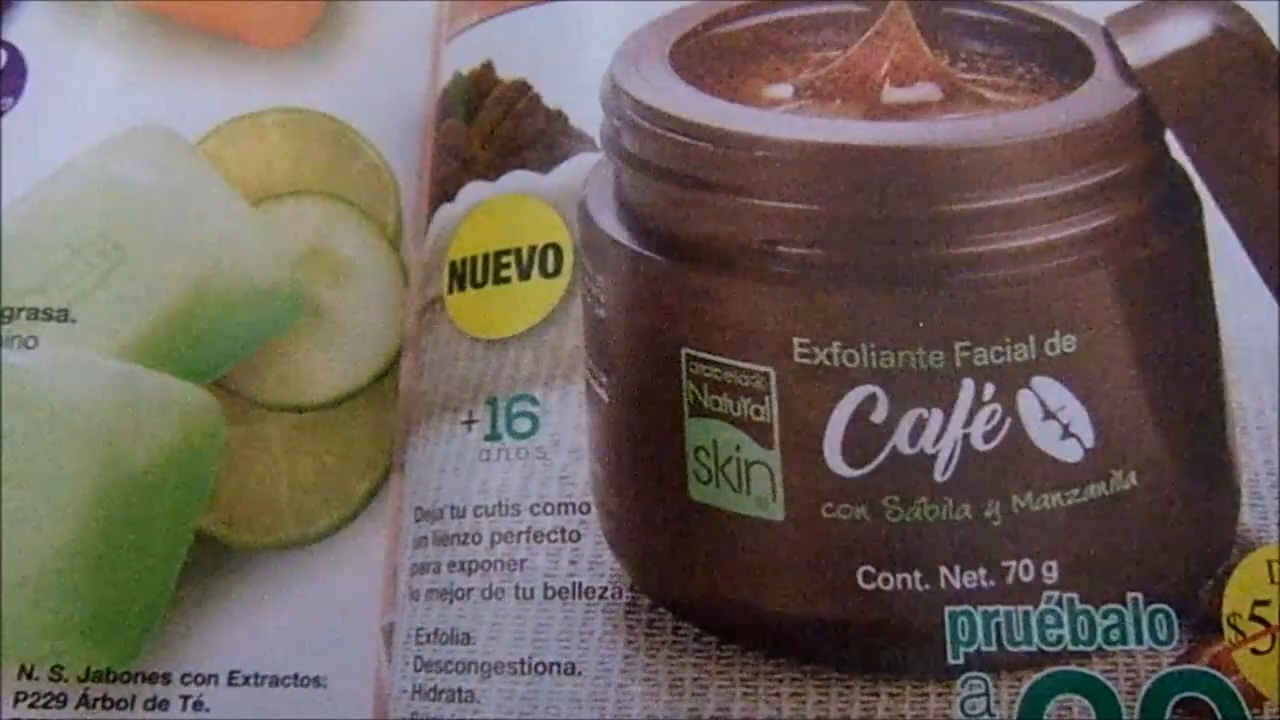 grasa.
N. S. Jabones con Extractos:
P229 Árbol de Té.
NUEVO
+16
años
Deja tu cutis como
un lienzo perfecto
para exponer
lo mejor de tu belleza.
-Exfolia.
-Descongestiona.
-Hidrata.
Natural
skin
Exfoliante Facial de
Café
con Sábila y Manzanilla
Cont. Net. 70 g
pruébalo
a
$5